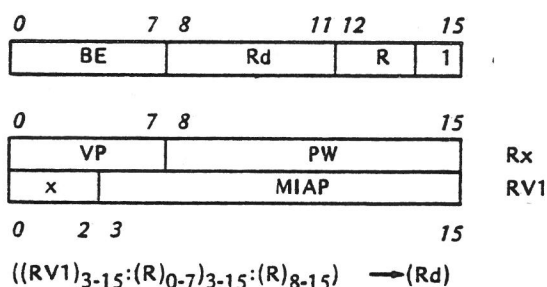 0 7 8 11 12 15
BE Rd R 1
0 7 8 15
VP PW Rx
x MIAP RV1
0 2 3 15
((RV1)3-15:(R)0-7)3-15:(R)8-15) → (Rd)